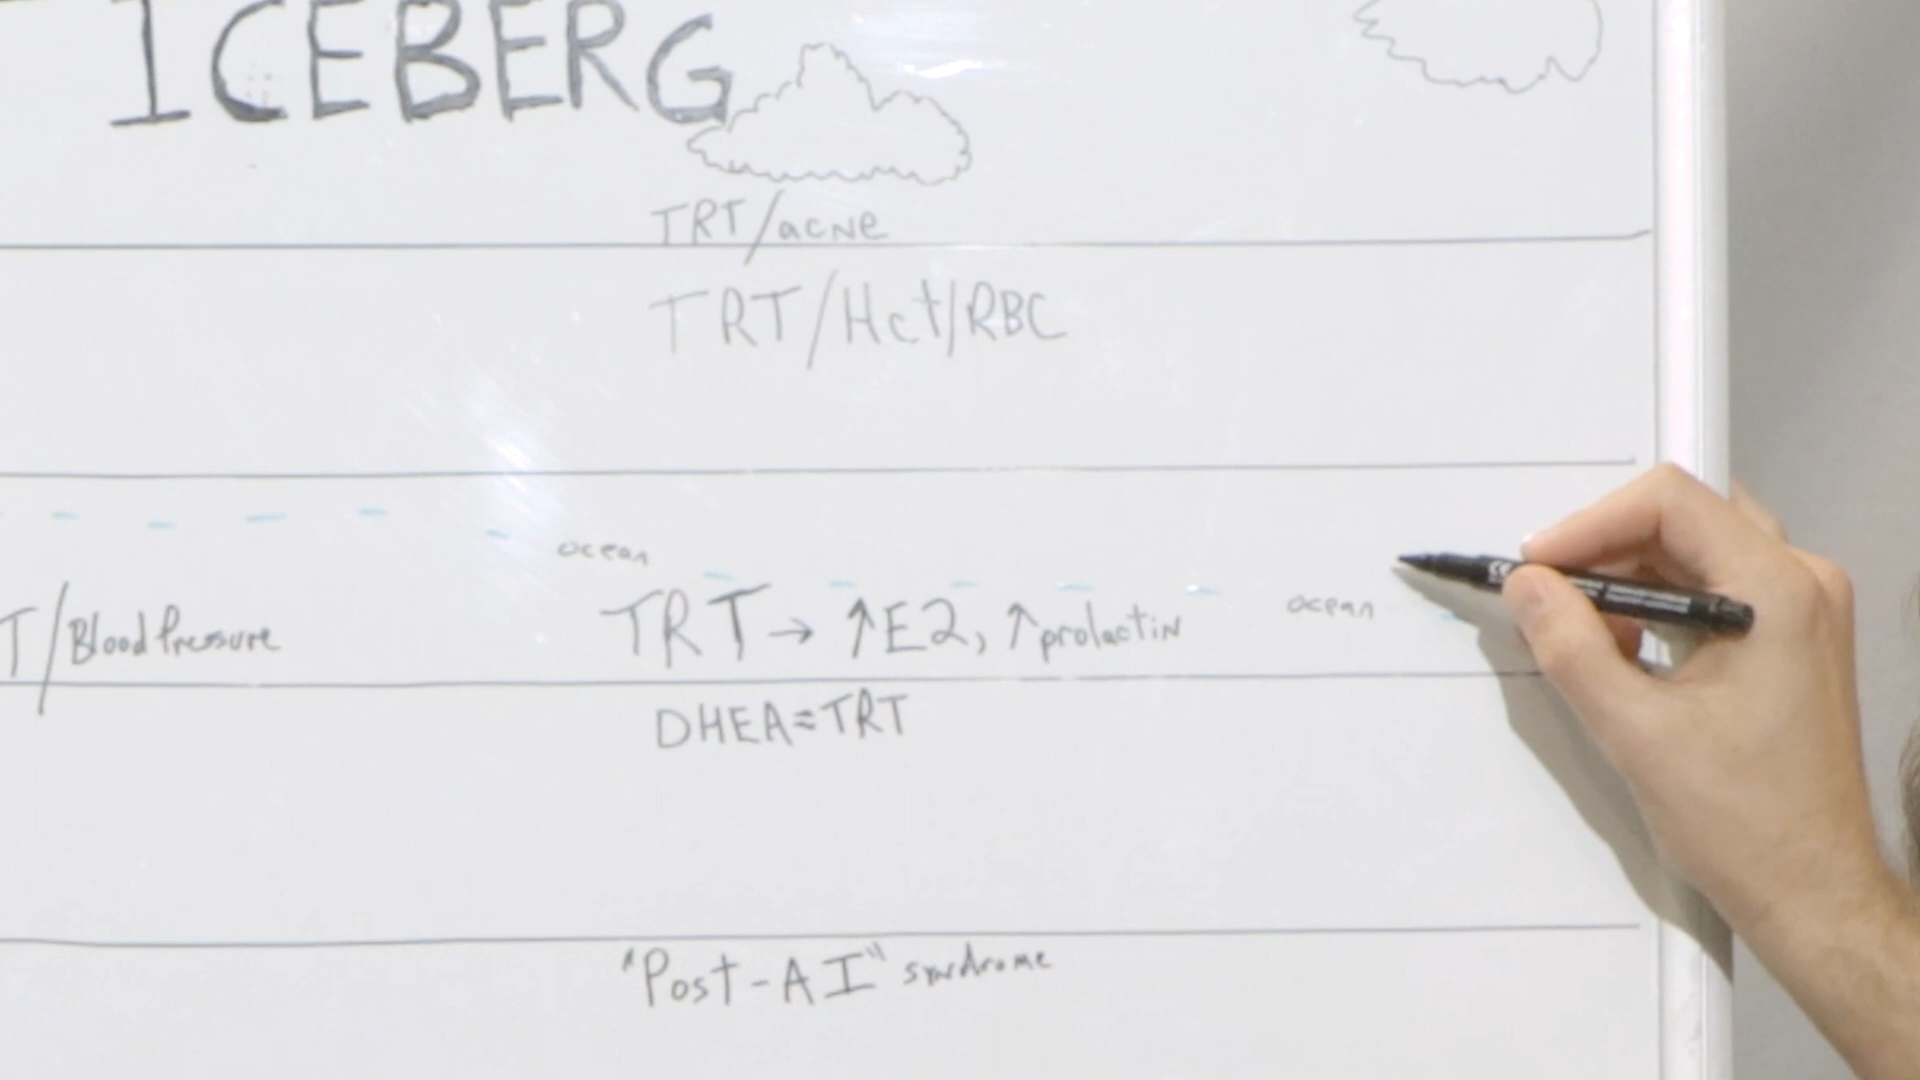 ICEBERG
TRT/acne
TRT/Hct/RBC
ocean
ocean
T/Blood Pressure
TRT → ↑E2, ↑prolactin
DHEA≈TRT
"Post-AI" syndrome